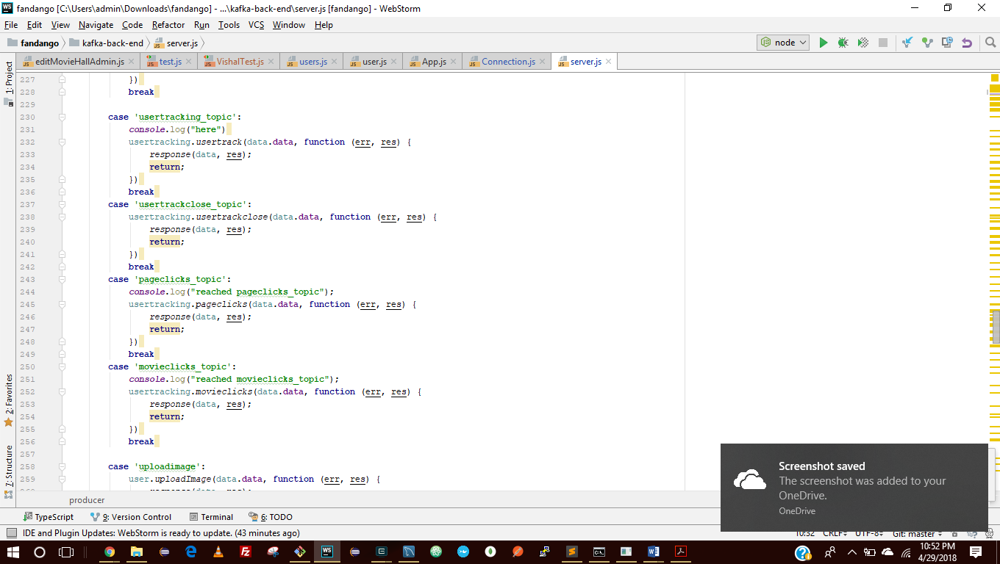 WS fandango [C:\Users\admin\Downloads\fandango] - ...\kafka-back-end\server.js [fandango] - WebStorm
File Edit View Navigate Code Refactor Run Tools VCS Window Help
fandango kafka-back-end server.js node
editMovieHallAdmin.js test.js VishalTest.js users.js user.js App.js Connection.js server.js
1: Project
2: Favorites
7: Structure
227 })
228 break
229
230 case 'usertracking_topic':
231 console.log("here")
232 usertracking.usertrack(data.data, function (err, res) {
233 response(data, res);
234 return;
235 })
236 break
237 case 'usertrackclose_topic':
238 usertracking.usertrackclose(data.data, function (err, res) {
239 response(data, res);
240 return;
241 })
242 break
243 case 'pageclicks_topic':
244 console.log("reached pageclicks_topic");
245 usertracking.pageclicks(data.data, function (err, res) {
246 response(data, res);
247 return;
248 })
249 break
250 case 'movieclicks_topic':
251 console.log("reached movieclicks_topic");
252 usertracking.movieclicks(data.data, function (err, res) {
253 response(data, res);
254 return;
255 })
256 break
257
258 case 'uploadimage':
259 user.uploadImage(data.data, function (err, res) {
producer
Screenshot saved
The screenshot was added to your
OneDrive.
OneDrive
TypeScript 9: Version Control Terminal 6: TODO
IDE and Plugin Updates: WebStorm is ready to update. (43 minutes ago) 10:32 CRLF UTF-8 Git: master
10:52 PM
4/29/2018